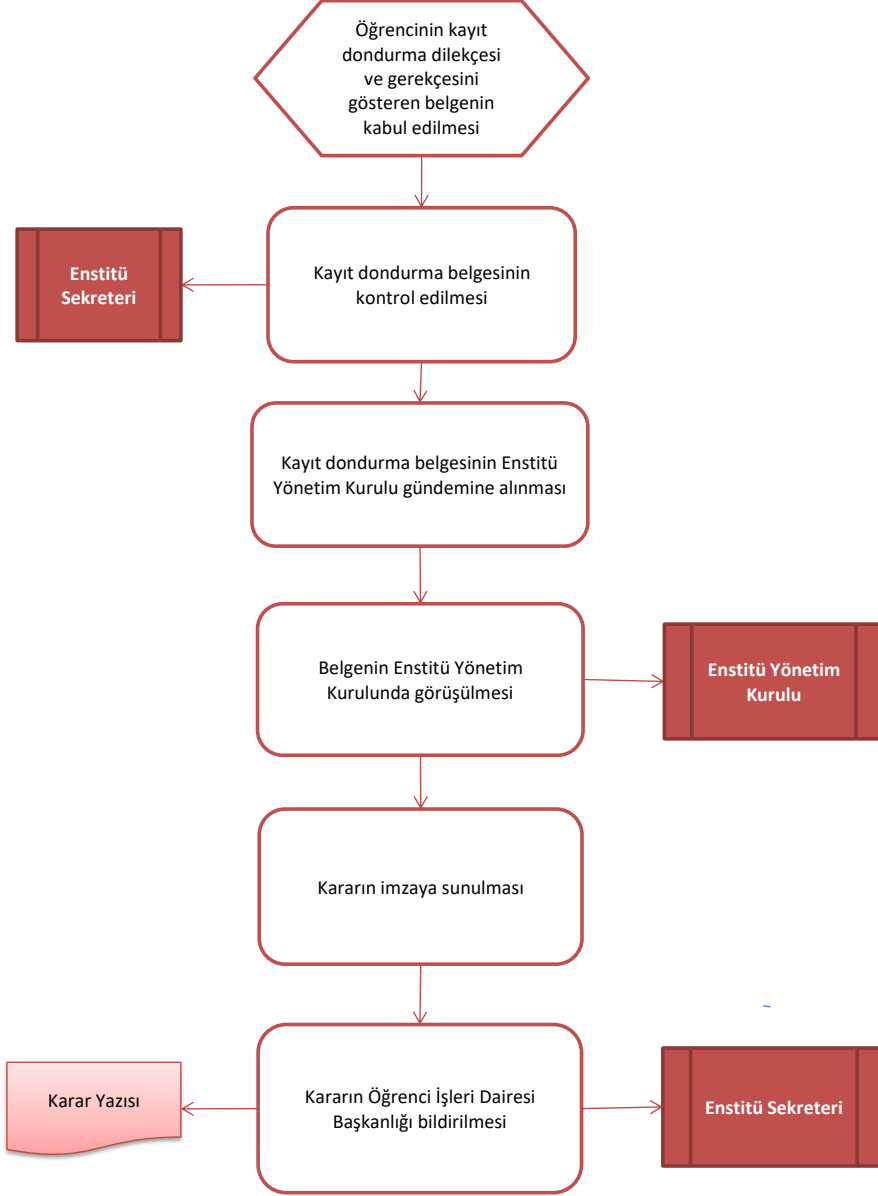 Öğrencinin kayıt
dondurma dilekçesi
ve gerekçesini
gösteren belgenin
kabul edilmesi
Enstitü
Sekreteri
Kayıt dondurma belgesinin
kontrol edilmesi
Kayıt dondurma belgesinin Enstitü
Yönetim Kurulu gündemine alınması
Belgenin Enstitü Yönetim
Kurulunda görüşülmesi
Enstitü Yönetim
Kurulu
Kararın imzaya sunulması
Karar Yazısı
Kararın Öğrenci İşleri Dairesi
Başkanlığı bildirilmesi
Enstitü Sekreteri